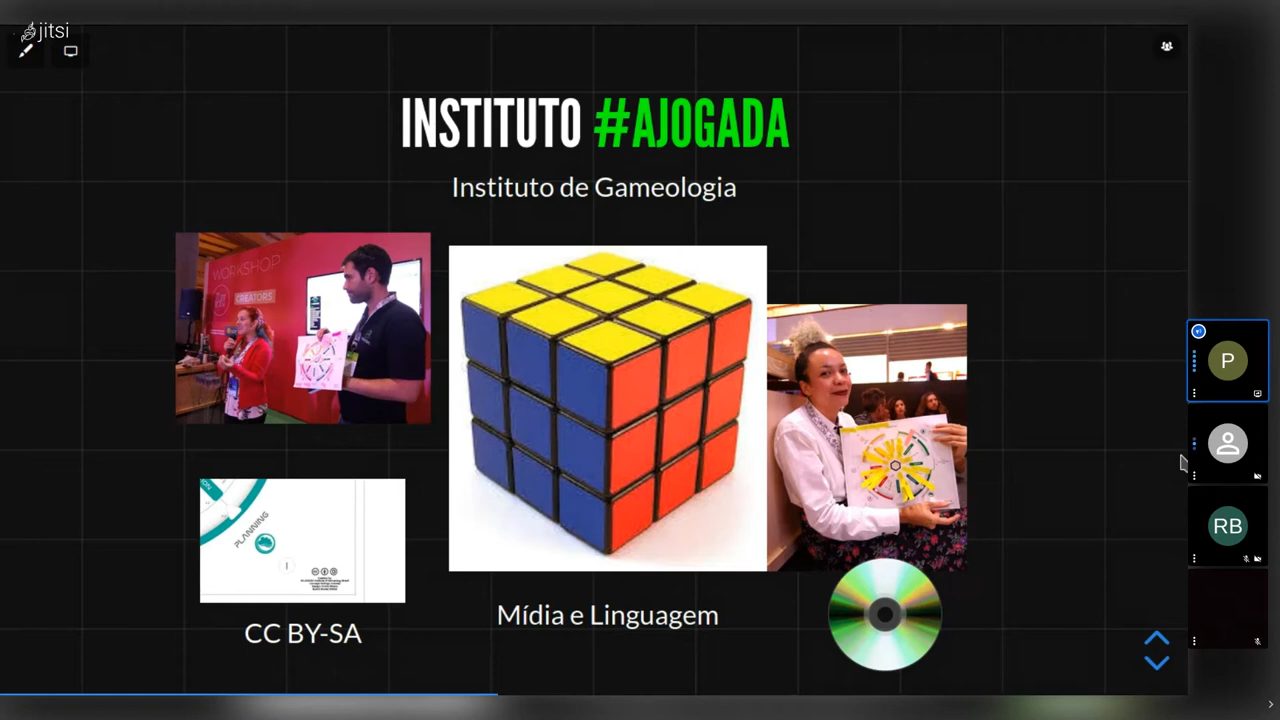 jitsi
INSTITUTO #AJOGADA
Instituto de Gameologia
WORKSHOP
CREATORS
PLANNING
CC BY-SA
Mídia e Linguagem
P
RB